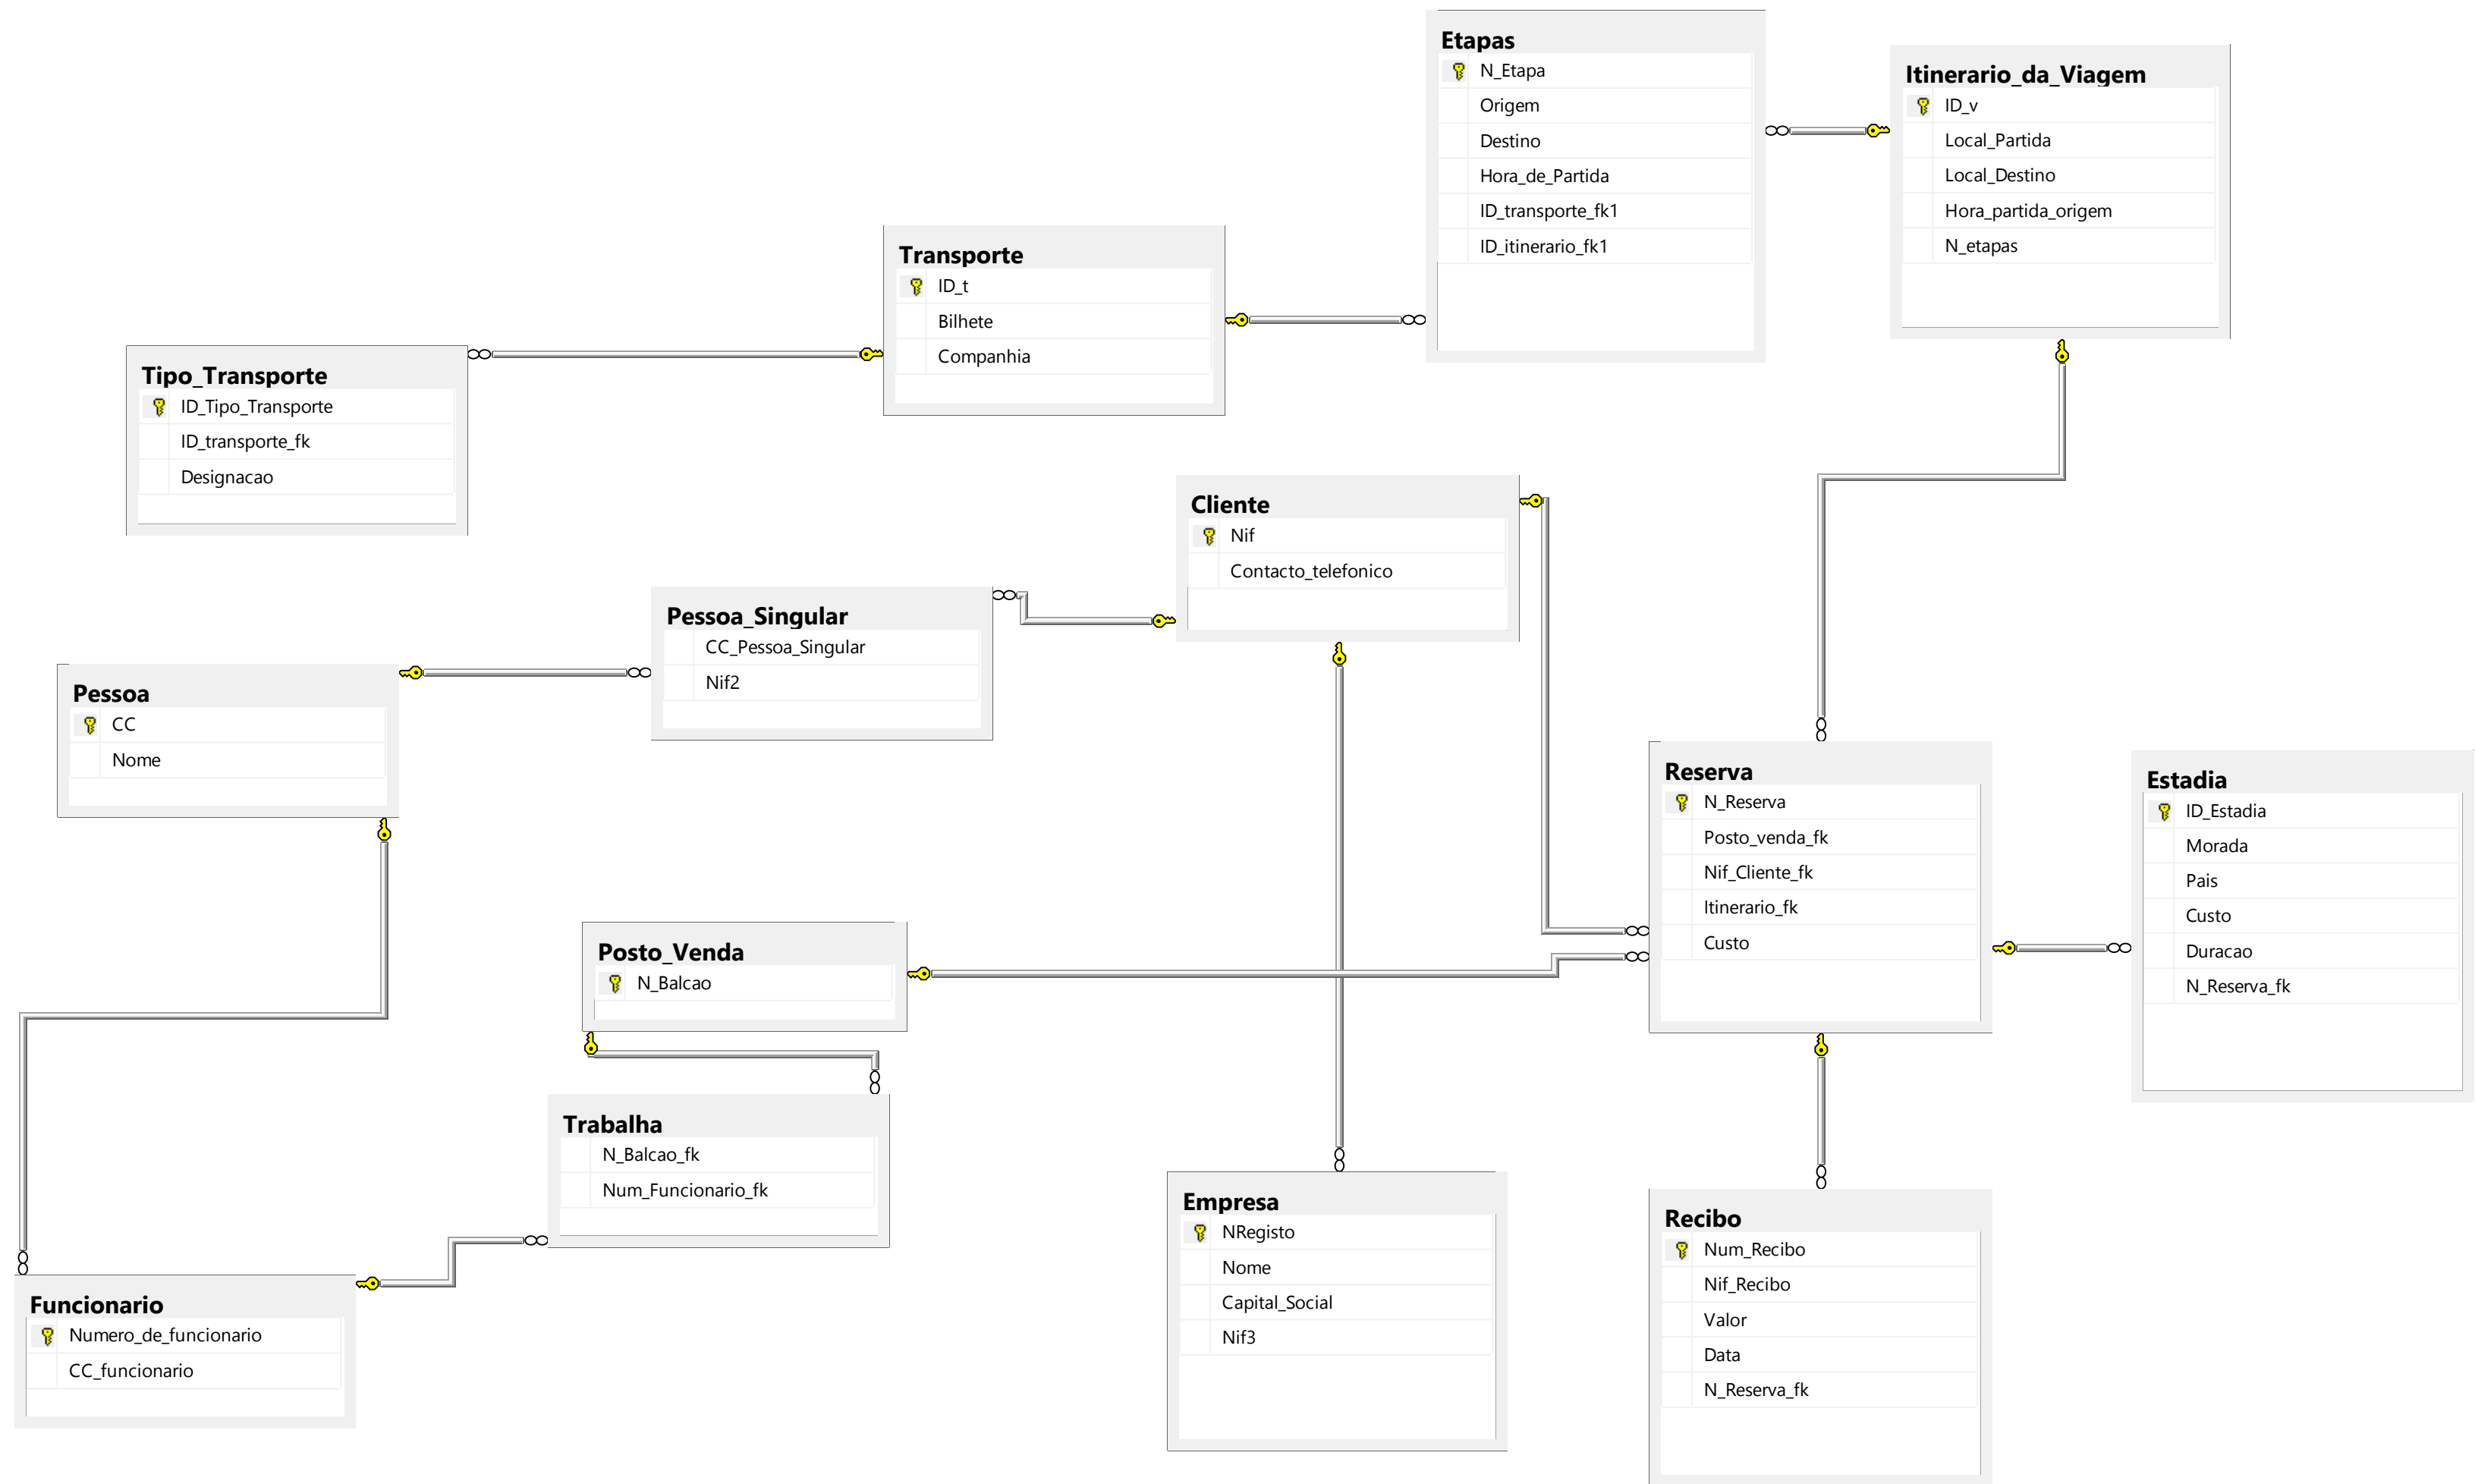 Etapas
N_Etapa
Origem
Destino
Hora_de_Partida
ID_transporte_fk1
ID_itinerario_fk1
Itinerario_da_Viagem
ID_v
Local_Partida
Local_Destino
Hora_partida_origem
N_etapas
Transporte
ID_t
Bilhete
Companhia
Tipo_Transporte
ID_Tipo_Transporte
ID_transporte_fk
Designacao
Cliente
Nif
Contacto_telefonico
Pessoa_Singular
CC_Pessoa_Singular
Nif2
Pessoa
CC
Nome
Reserva
N_Reserva
Posto_venda_fk
Nif_Cliente_fk
Itinerario_fk
Custo
Estadia
ID_Estadia
Morada
Pais
Custo
Duracao
N_Reserva_fk
Posto_Venda
N_Balcao
Trabalha
N_Balcao_fk
Num_Funcionario_fk
Empresa
NRegisto
Nome
Capital_Social
Nif3
Recibo
Num_Recibo
Nif_Recibo
Valor
Data
N_Reserva_fk
Funcionario
Numero_de_funcionario
CC_funcionario